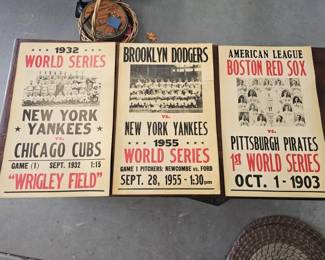 1932
WORLD SERIES
NEW YORK
YANKEES
VS.
CHICAGO CUBS
GAME (1) SEPT. 1932 1:15
"WRIGLEY FIELD"
BROOKLYN DODGERS
VS.
NEW YORK YANKEES
1955
WORLD SERIES
GAME 1 PITCHERS: NEWCOMBE vs. FORD
SEPT. 28, 1955 - 1:30 pm
AMERICAN LEAGUE
BOSTON RED SOX
VS.
PITTSBURGH PIRATES
1st WORLD SERIES
OCT. 1 - 1903